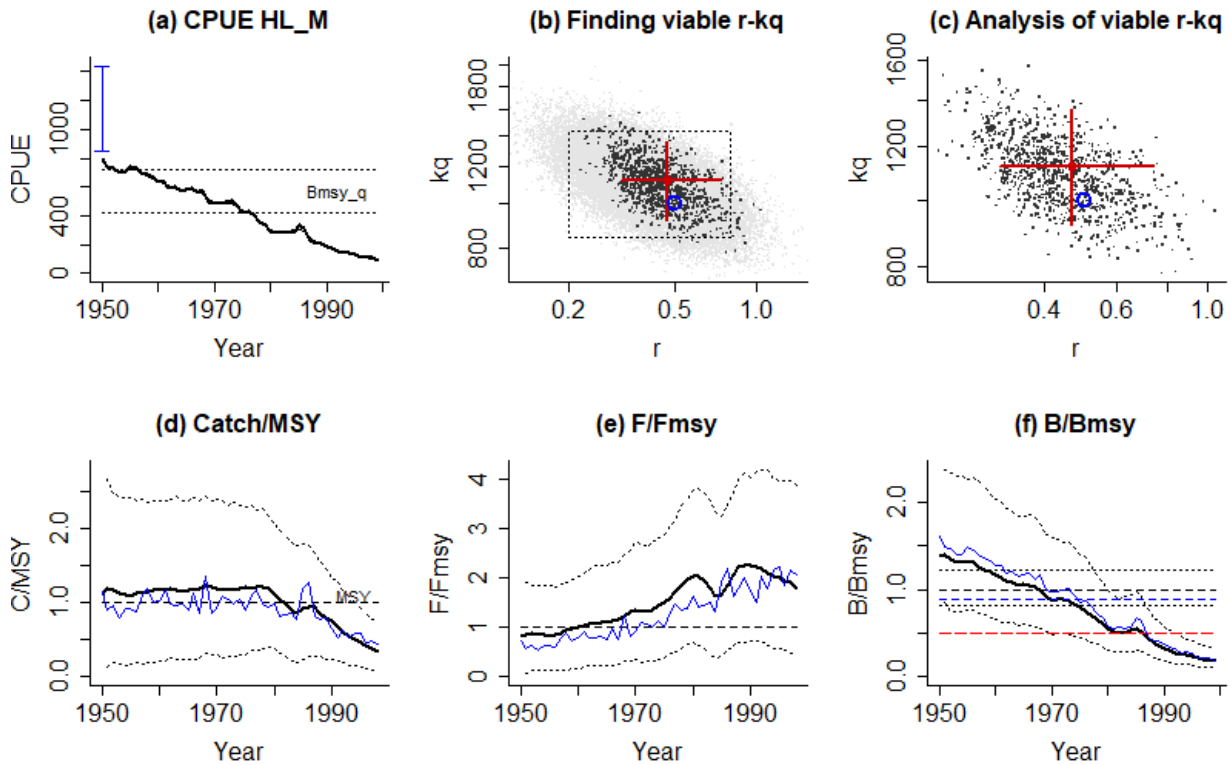 (a) CPUE HL_M
(b) Finding viable r-kq
(c) Analysis of viable r-kq
CPUE
0 400 1000
Bmsy_q
1950 1970 1990
Year
kq
800 1200 1800
0.2 0.5 1.0
r
kq
800 1200 1600
0.4 0.6 1.0
r
(d) Catch/MSY
(e) F/Fmsy
(f) B/Bmsy
C/MSY
0.0 1.0 2.0
MSY
1950 1970 1990
Year
F/Fmsy
0 1 2 3 4
1950 1970 1990
Year
B/Bmsy
0.0 1.0 2.0
1950 1970 1990
Year